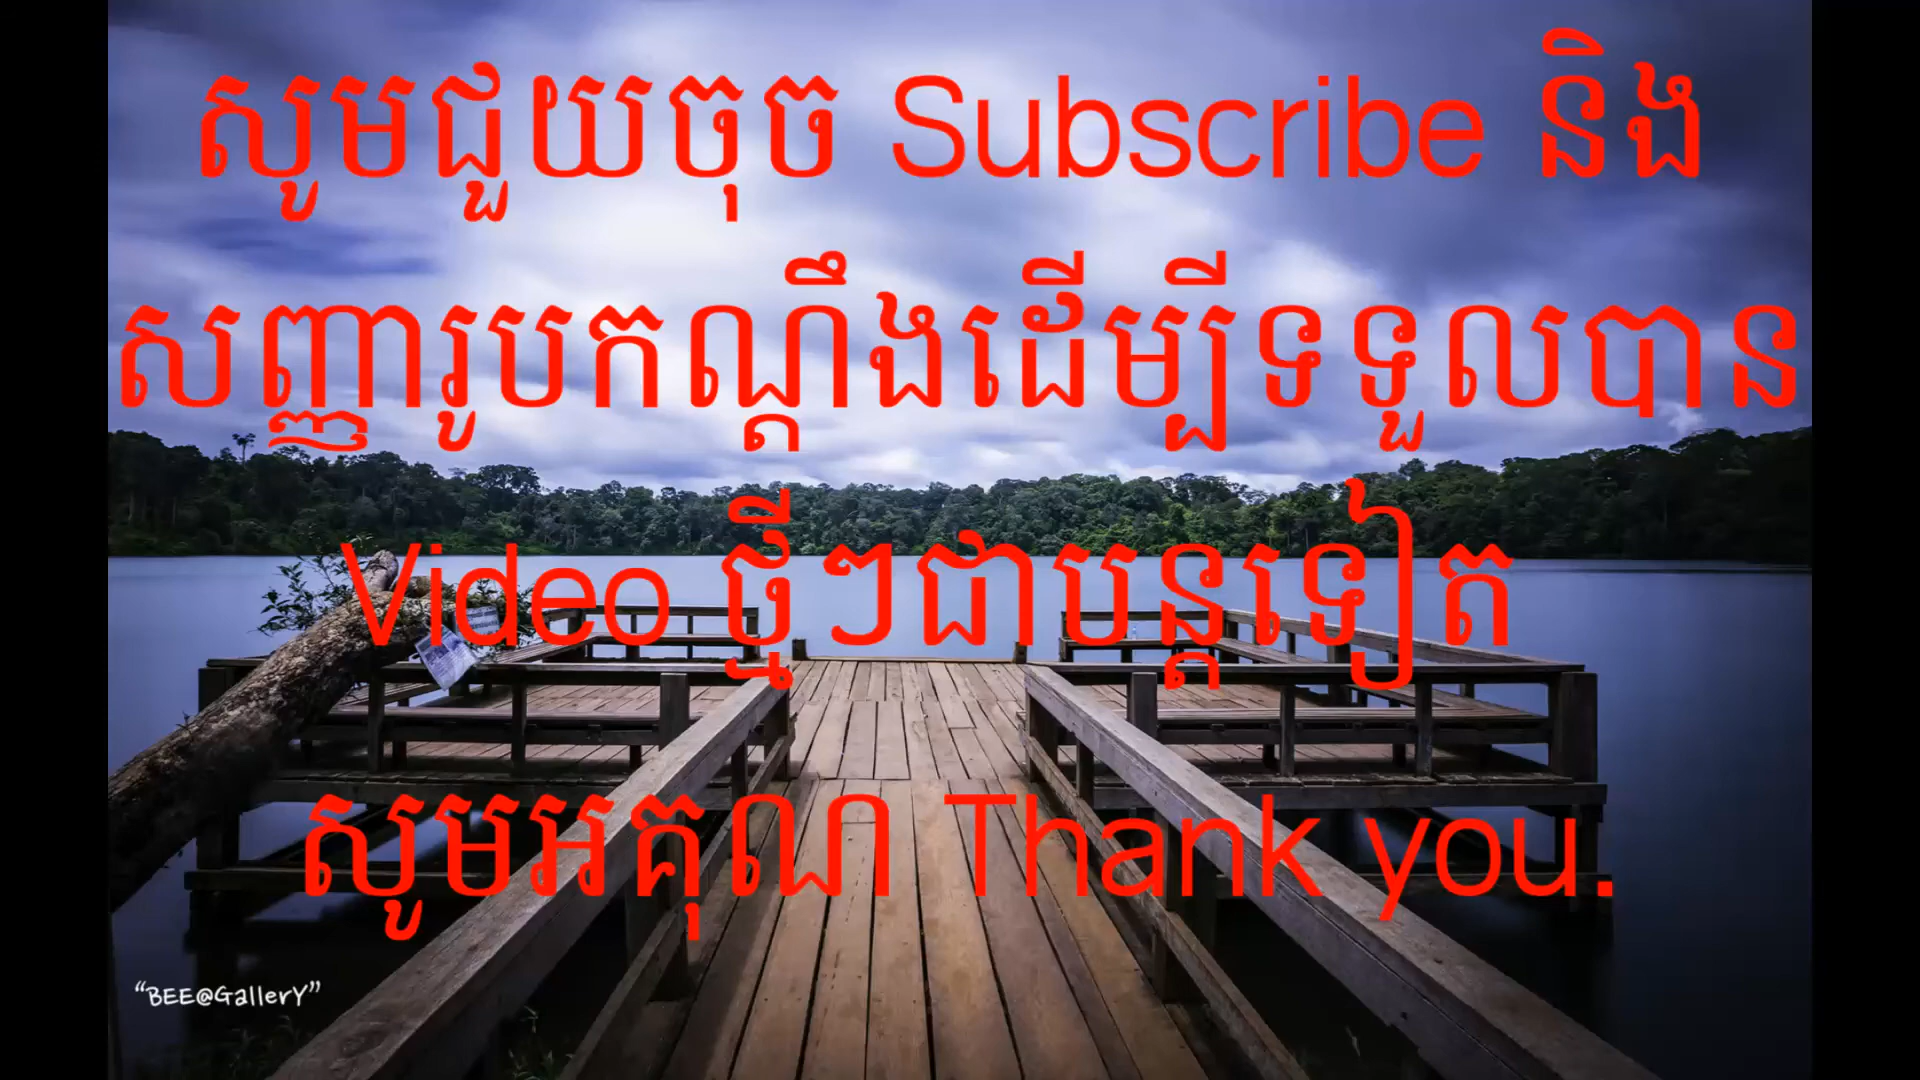 សូមជួយចុច Subscribe និង
សញ្ញារូបកណ្ដឹងដើម្បីទទួលបាន
Video ថ្មីៗជាបន្តទៀត
សូមអគុណ Thank you.
“BEE@GallerY”